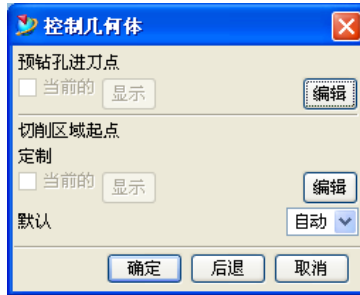 控制几何体
预钻孔进刀点
当前的 显示 编辑
切削区域起点
定制
当前的 显示 编辑
默认 自动
确定 后退 取消